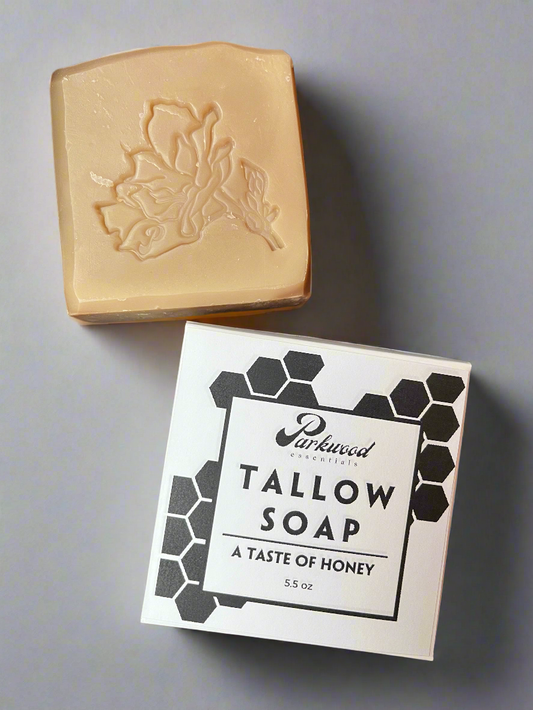 Parkwood
essentials
TALLOW
SOAP
A TASTE OF HONEY
5.5 oz